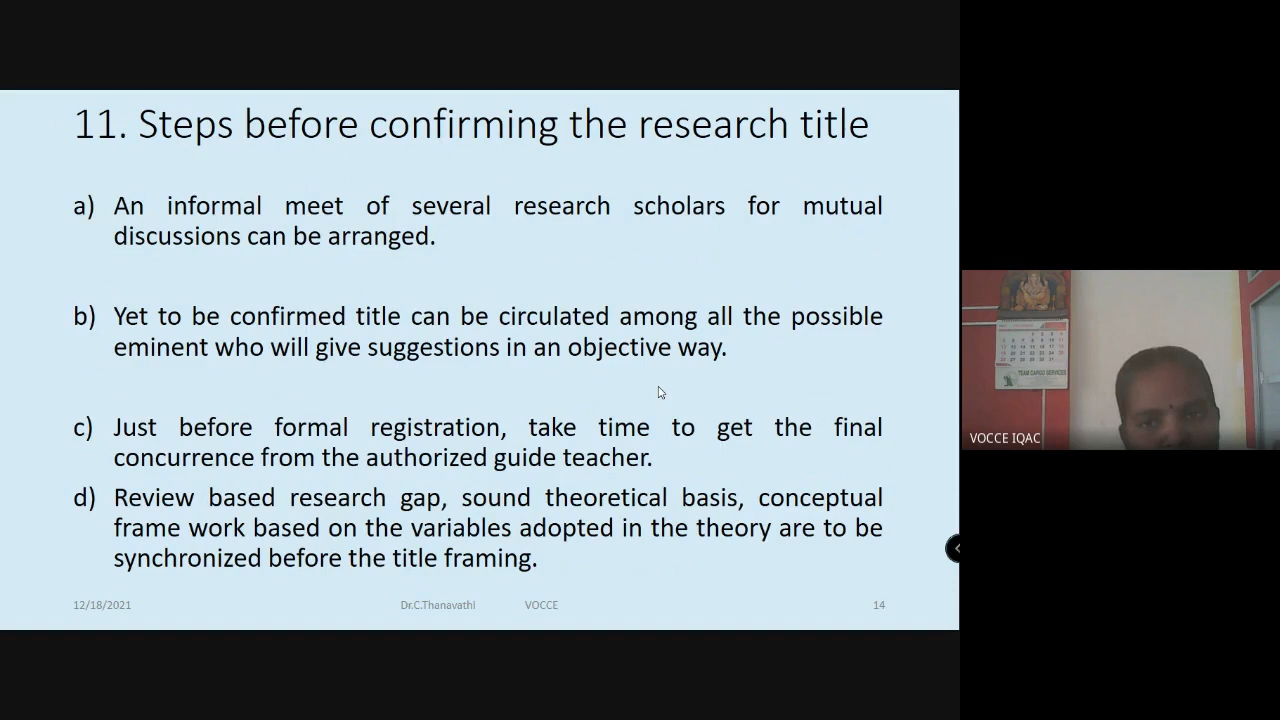 11. Steps before confirming the research title
a) An informal meet of several research scholars for mutual
discussions can be arranged.
b) Yet to be confirmed title can be circulated among all the possible
eminent who will give suggestions in an objective way.
c) Just before formal registration, take time to get the final
concurrence from the authorized guide teacher.
d) Review based research gap, sound theoretical basis, conceptual
frame work based on the variables adopted in the theory are to be
synchronized before the title framing.
12/18/2021 Dr.C.Thanavathi VOCCE 14
TEAM CARGO SERVICES
VOCCE IQAC